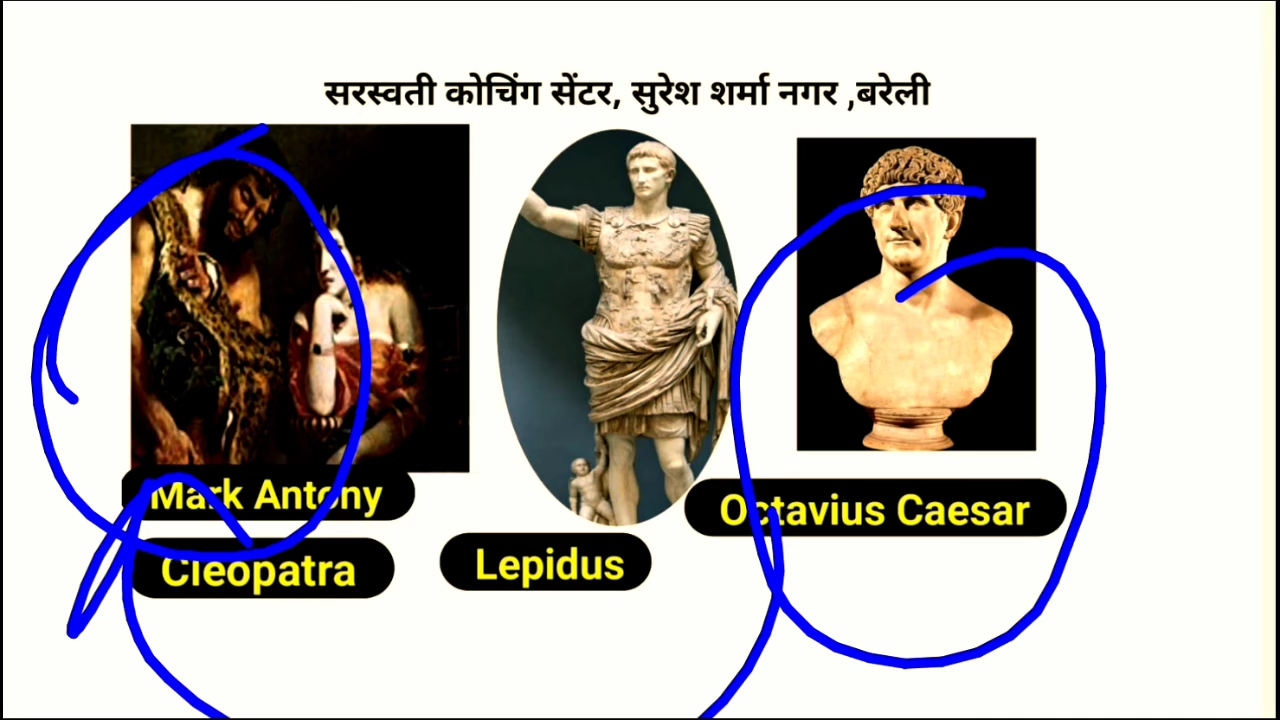 सरस्वती कोचिंग सेंटर, सुरेश शर्मा नगर ,बरेली
Mark Antony
Octavius Caesar
Cleopatra
Lepidus